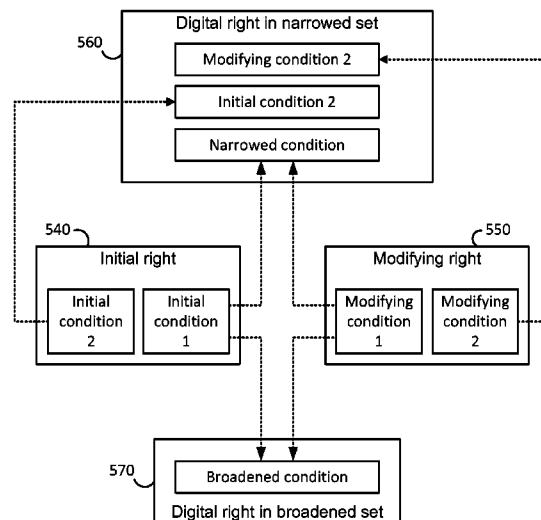 Digital right in narrowed set
560
Modifying condition 2
Initial condition 2
Narrowed condition
540
Initial right
Initial
condition
2
Initial
condition
1
550
Modifying right
Modifying
condition
1
Modifying
condition
2
570
Broadened condition
Digital right in broadened set